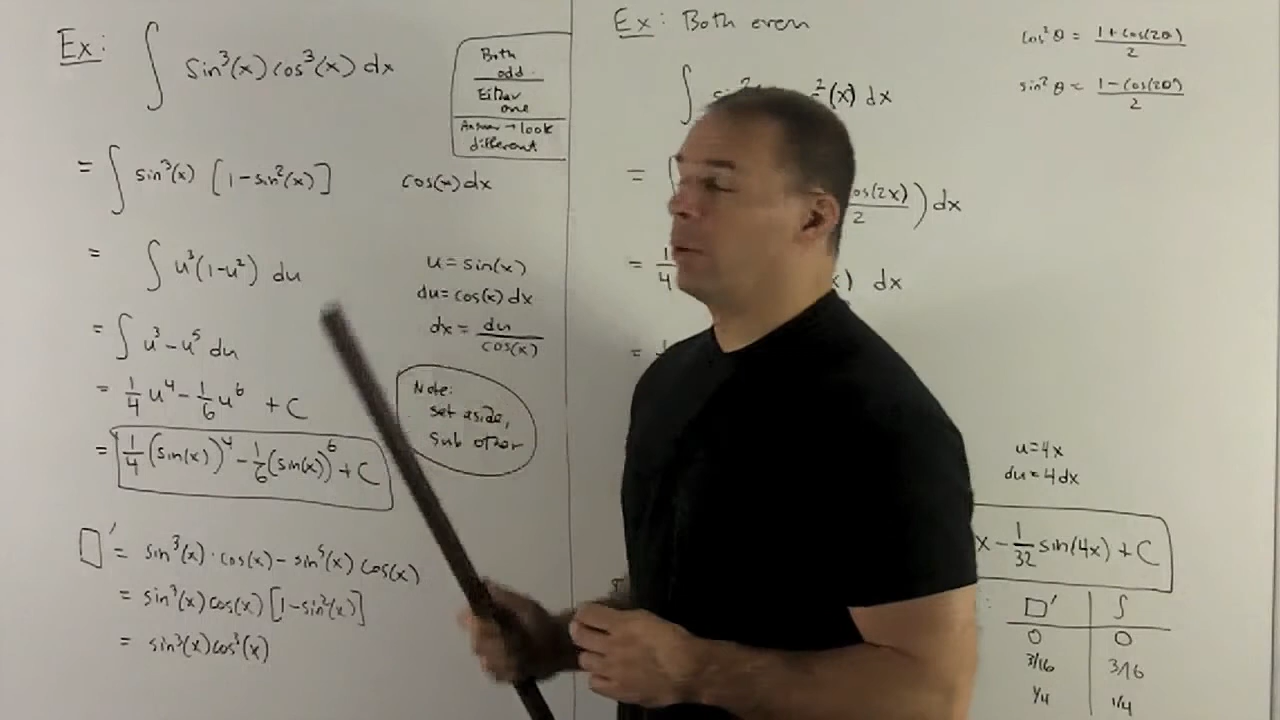 Ex: ∫ sin³(x) cos³(x) dx
Both
odd.
Either
one
Answer → look
different
= ∫ sin³(x) [1-sin²(x)] cos(x) dx
= ∫ u³(1-u²) du
u = sin(x)
du = cos(x) dx
dx = du/cos(x)
= ∫ u³ - u⁵ du
= 1/4 u⁴ - 1/6 u⁶ + C
= 1/4 (sin(x))⁴ - 1/6 (sin(x))⁶ + C
Note:
set aside,
sub other
□' = sin³(x)·cos(x) - sin⁵(x) cos(x)
= sin³(x) cos(x) [1-sin²(x)]
= sin³(x) cos³(x)
Ex: Both even
cos²θ = (1+cos(2θ))/2
sin²θ = (1-cos(2θ))/2
∫ ²(x) dx
= os(2x)/2 ) dx
= 1/4 ) dx
=
u = 4x
du = 4 dx
x - 1/32 sin(4x) + C
□' ∫
0 0
3/16 3/16
1/4 1/4